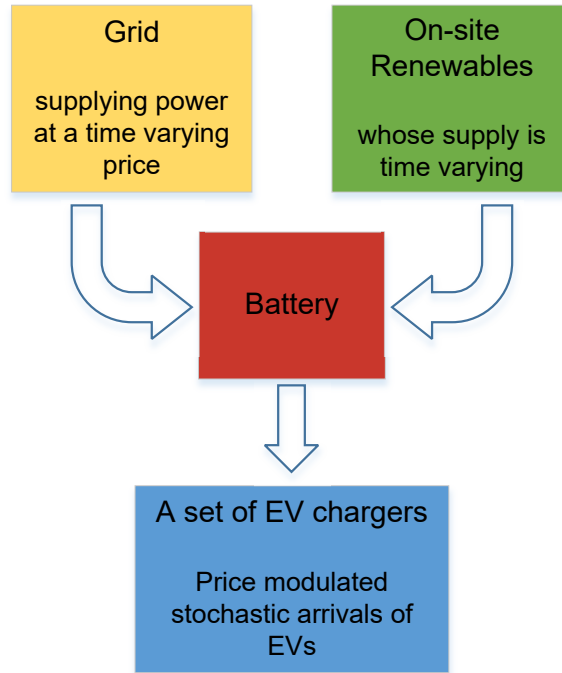 Grid
supplying power
at a time varying
price
On-site
Renewables
whose supply is
time varying
Battery
A set of EV chargers
Price modulated
stochastic arrivals of
EVs